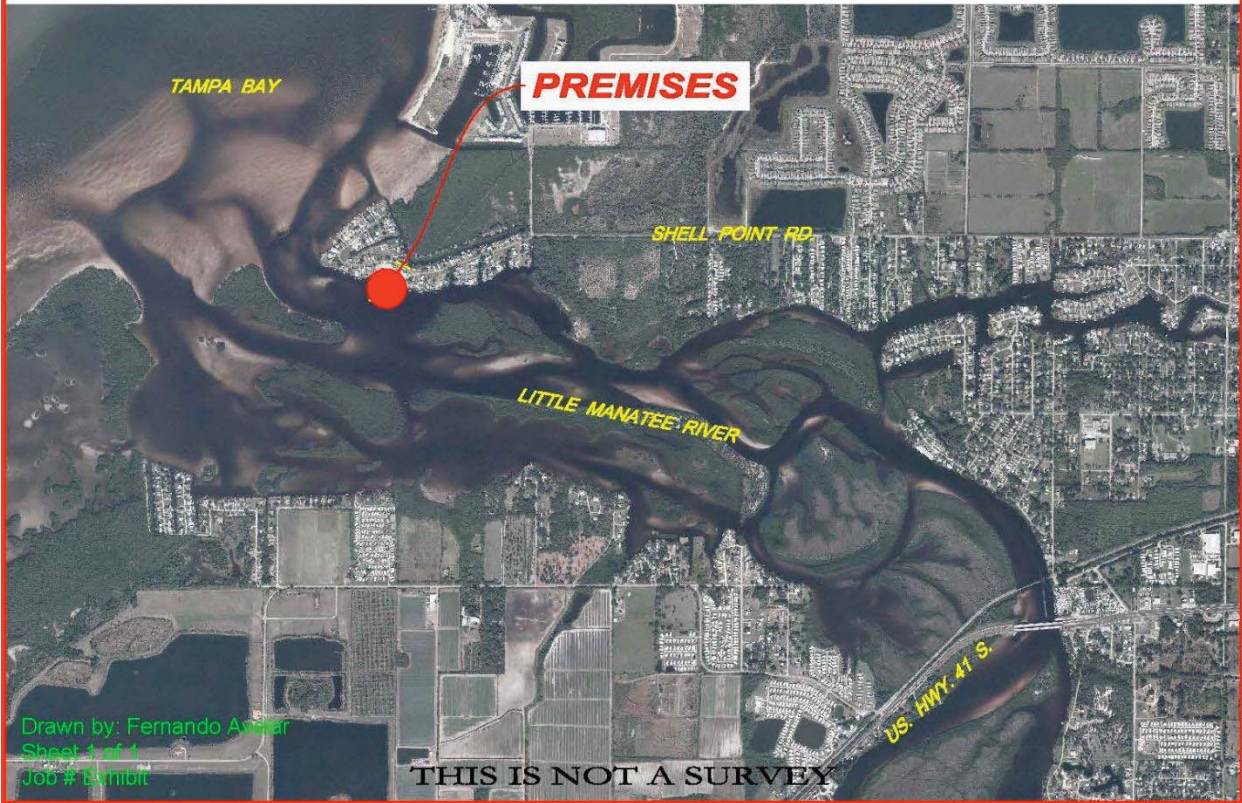 TAMPA BAY
PREMISES
SHELL POINT RD.
LITTLE MANATEE RIVER
US. HWY. 41 S.
Drawn by: Fernando Avelar
Sheet 1 of 1
Job # Exhibit
THIS IS NOT A SURVEY